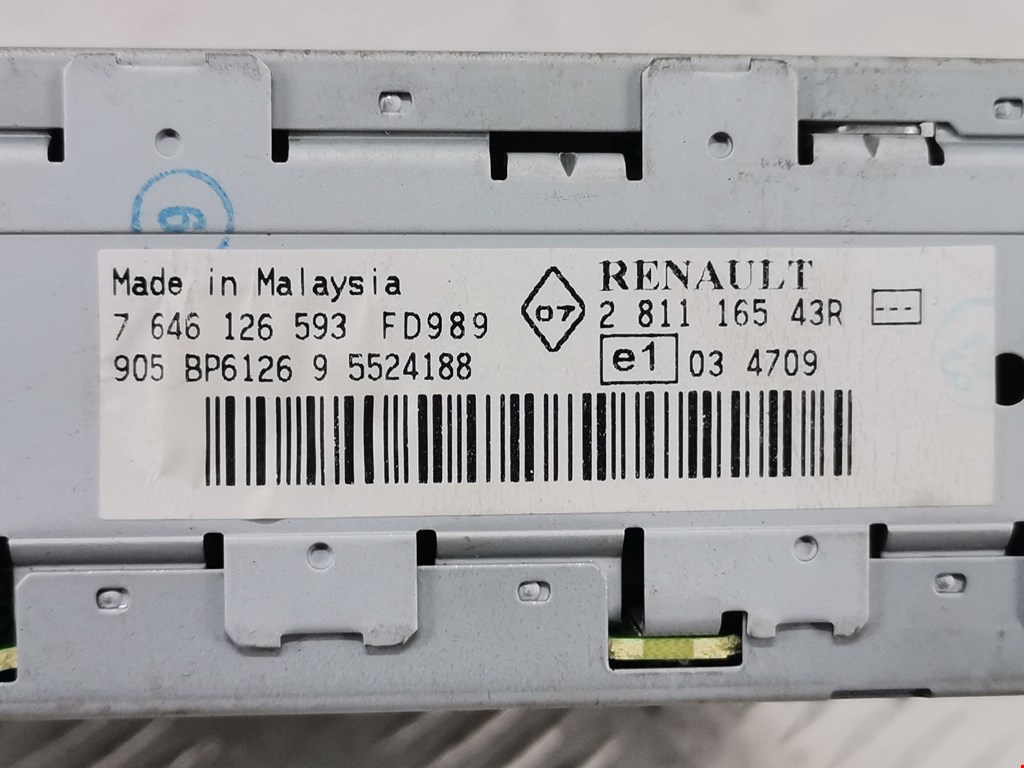 Made in Malaysia
7 646 126 593 FD989
905 BP6126 9 5524188
07
RENAULT
2 811 165 43R
---
e1 03 4709